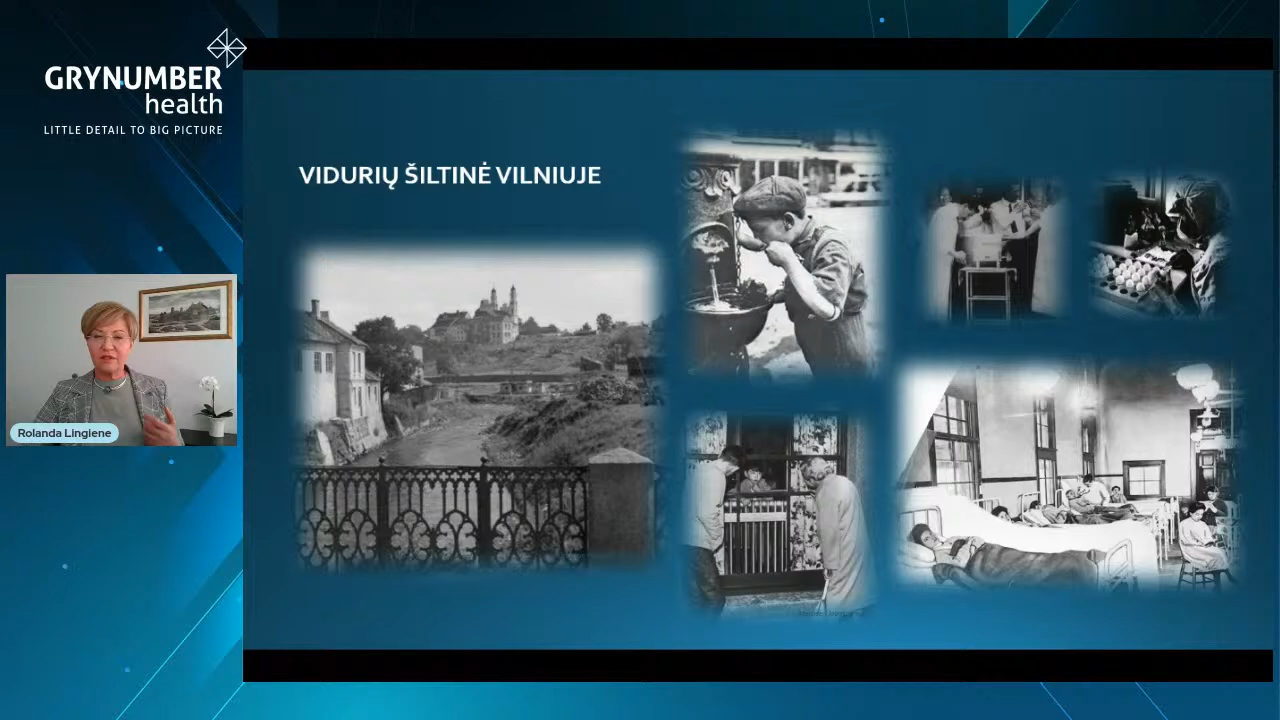 GRYNUMBER
health
LITTLE DETAIL TO BIG PICTURE
VIDURIŲ ŠILTINĖ VILNIUJE
Rolanda Lingiene